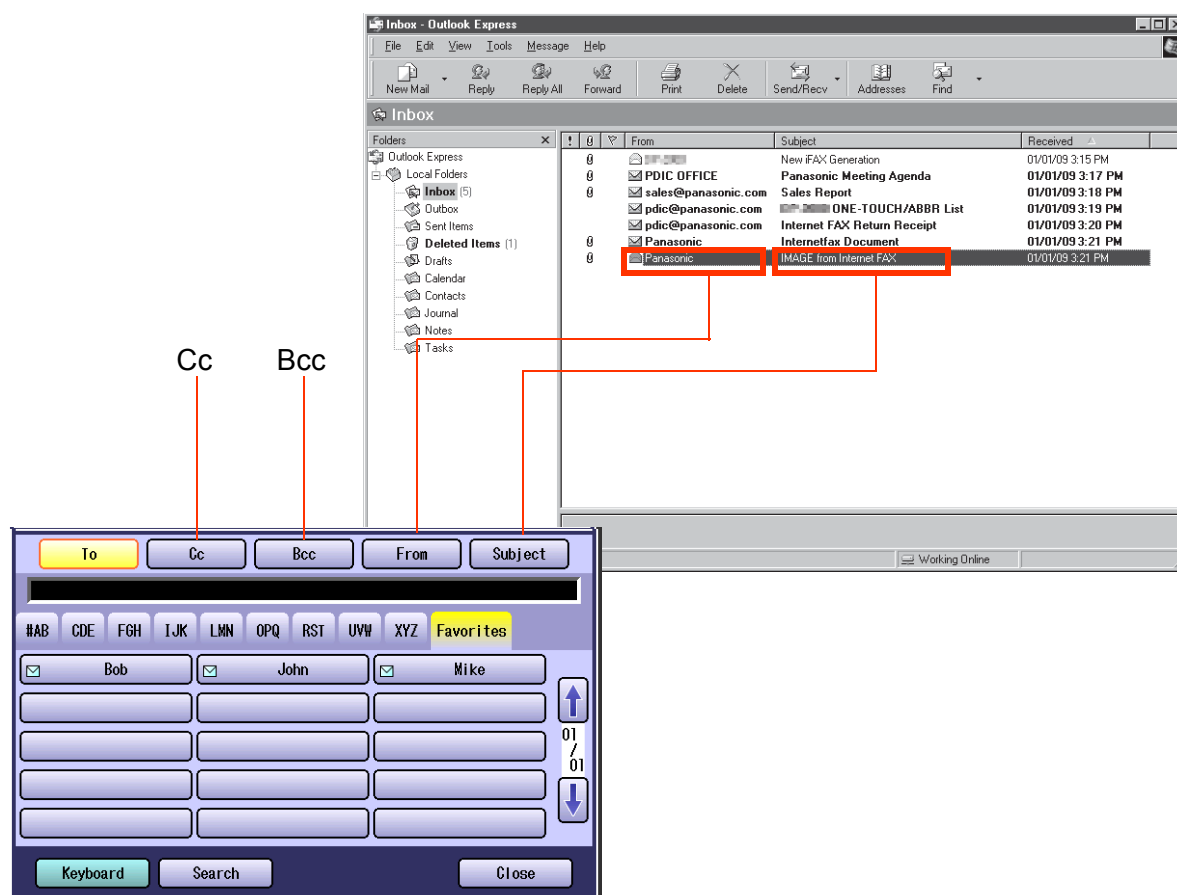 Inbox - Outlook Express
File Edit View Tools Message Help
New Mail Reply Reply All Forward Print Delete Send/Recv Addresses Find
Inbox
Folders x ! From Subject Received
Outlook Express
Local Folders
Inbox (5)
Outbox
Sent Items
Deleted Items (1)
Drafts
Calendar
Contacts
Journal
Notes
Tasks
New iFAX Generation 01/01/09 3:15 PM
PDIC OFFICE Panasonic Meeting Agenda 01/01/09 3:17 PM
sales@panasonic.com Sales Report 01/01/09 3:18 PM
pdic@panasonic.com ONE-TOUCH/ABBR List 01/01/09 3:19 PM
pdic@panasonic.com Internet FAX Return Receipt 01/01/09 3:20 PM
Panasonic Internetfax Document 01/01/09 3:21 PM
Panasonic IMAGE from Internet FAX 01/01/09 3:21 PM
Working Online
Cc Bcc
To Cc Bcc From Subject
#AB CDE FGH IJK LMN OPQ RST UVW XYZ Favorites
Bob John Mike
01
/
01
Keyboard Search Close